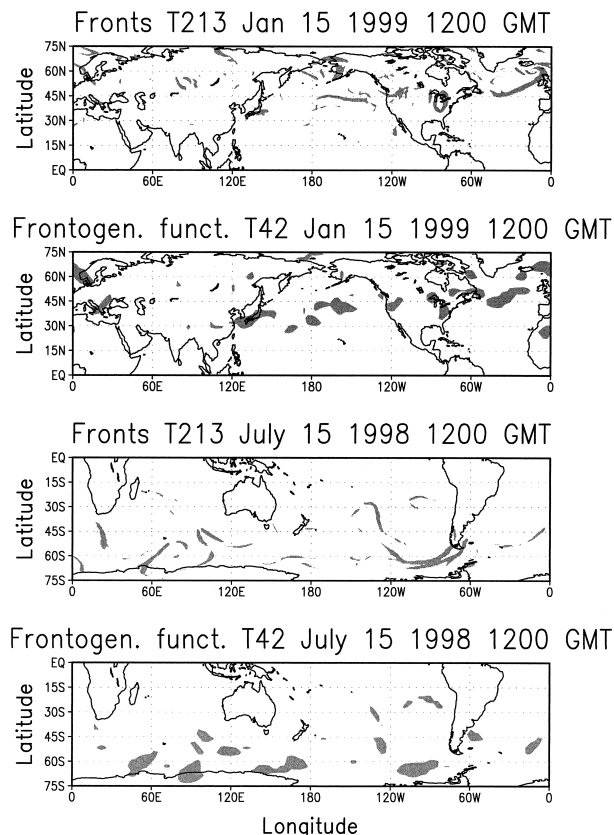 Fronts T213 Jan 15 1999 1200 GMT
75N
60N
45N
30N
15N
EQ
Latitude
0 60E 120E 180 120W 60W 0
Frontogen. funct. T42 Jan 15 1999 1200 GMT
75N
60N
45N
30N
15N
EQ
Latitude
0 60E 120E 180 120W 60W 0
Fronts T213 July 15 1998 1200 GMT
EQ
15S
30S
45S
60S
75S
Latitude
0 60E 120E 180 120W 60W 0
Frontogen. funct. T42 July 15 1998 1200 GMT
EQ
15S
30S
45S
60S
75S
Latitude
0 60E 120E 180 120W 60W 0
Longitude